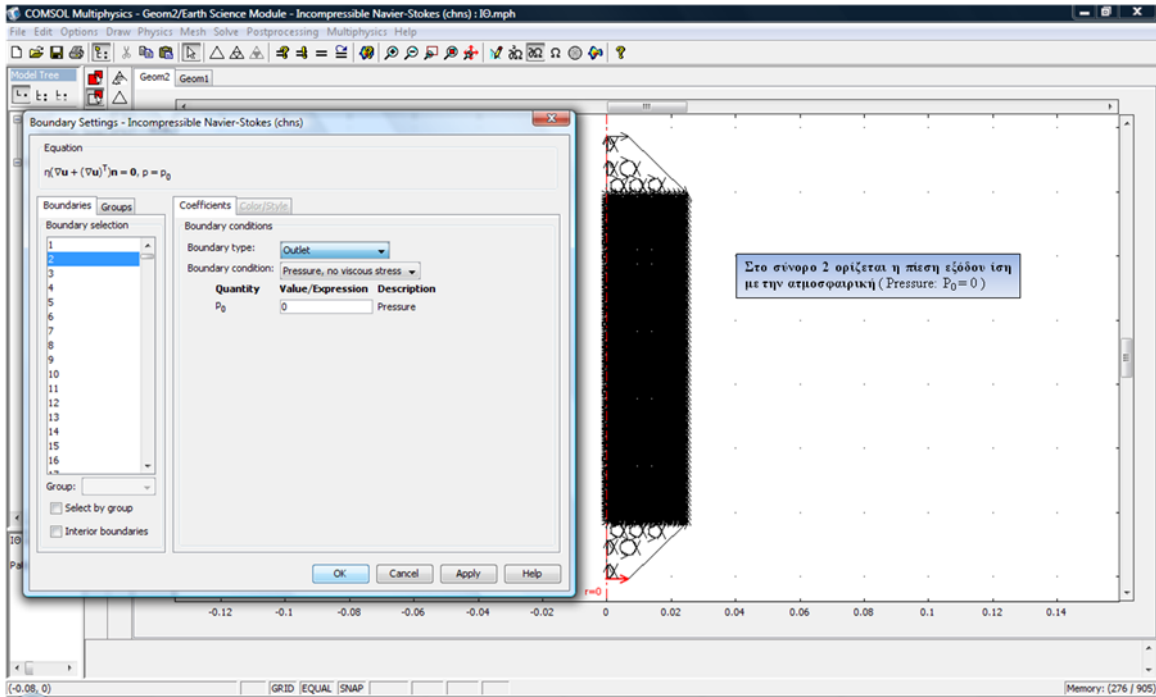 COMSOL Multiphysics - Geom2/Earth Science Module - Incompressible Navier-Stokes (chns) : IΘ.mph
File Edit Options Draw Physics Mesh Solve Postprocessing Multiphysics Help
Model Tree
Geom2 Geom1
Boundary Settings - Incompressible Navier-Stokes (chns)
Equation
η(∇u + (∇u)ᵀ)n = 0, p = p₀
Boundaries Groups
Boundary selection
1
2
3
4
5
6
7
8
9
10
11
12
13
14
15
16
Group:
Select by group
Interior boundaries
Coefficients Color/Style
Boundary conditions
Boundary type: Outlet
Boundary condition: Pressure, no viscous stress
Quantity Value/Expression Description
P₀ 0 Pressure
OK Cancel Apply Help
Στο σύνορο 2 ορίζεται η πίεση εξόδου ίση
με την ατμοσφαιρική ( Pressure: P₀ = 0 )
r=0
-0.12 -0.1 -0.08 -0.06 -0.04 -0.02 0 0.02 0.04 0.06 0.08 0.1 0.12 0.14
(-0.08, 0) GRID EQUAL SNAP Memory: (276 / 905)